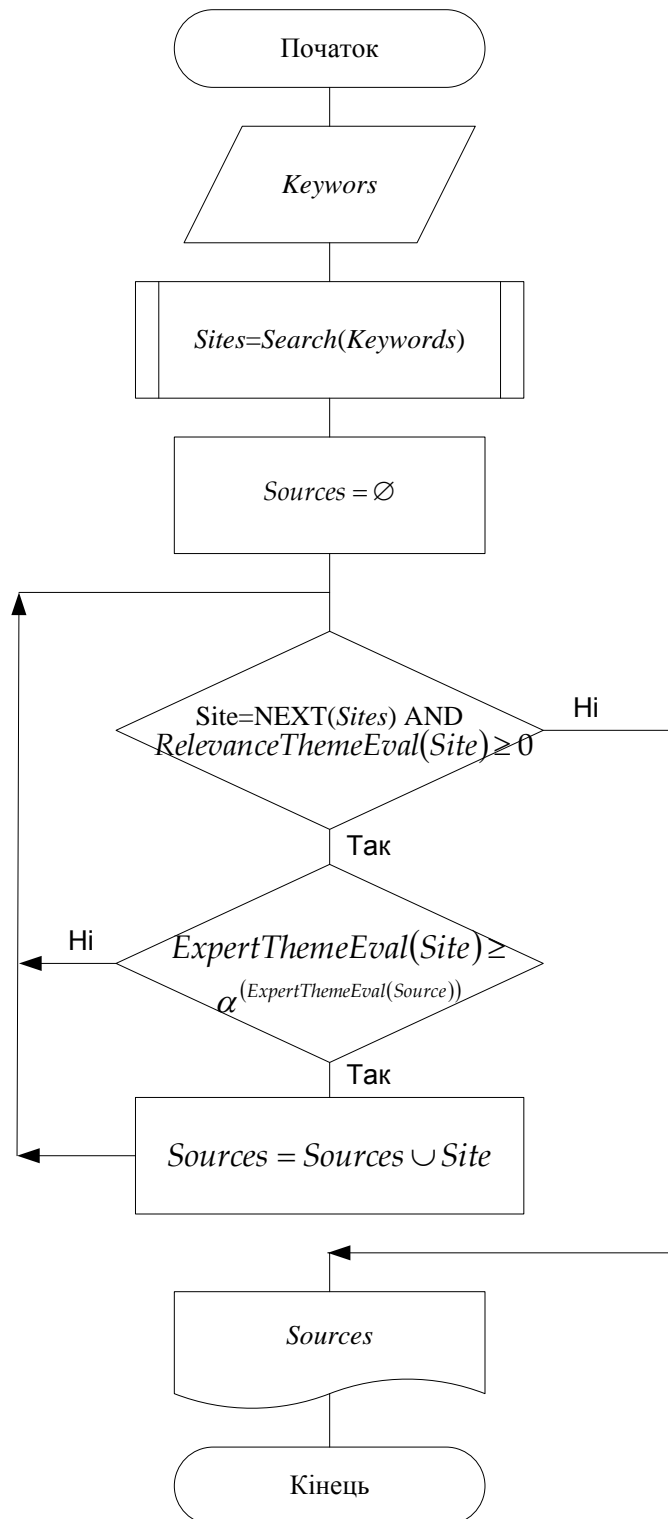 Початок
Keywors
Sites=Search(Keywords)
Sources = ∅
Site=NEXT(Sites) AND
RelevanceThemeEval(Site) ≥ 0
Ні
Так
ExpertThemeEval(Site) ≥
α^(ExpertThemeEval(Source))
Ні
Так
Sources = Sources ∪ Site
Sources
Кінець